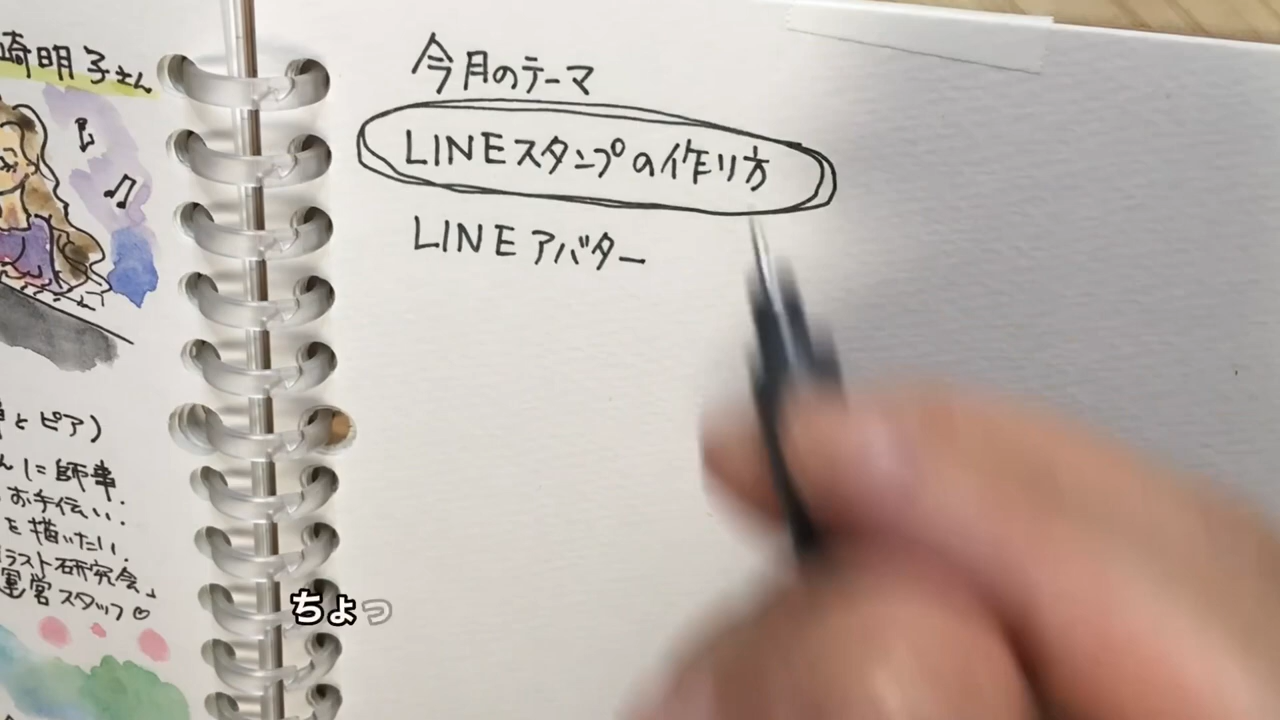 崎明子さん
とピア)
んに師事
お手伝い.
を描いたい.
ラスト研究会」
運営スタッフ♡
今月のテーマ
LINEスタンプの作り方
LINEアバター
ちょっ